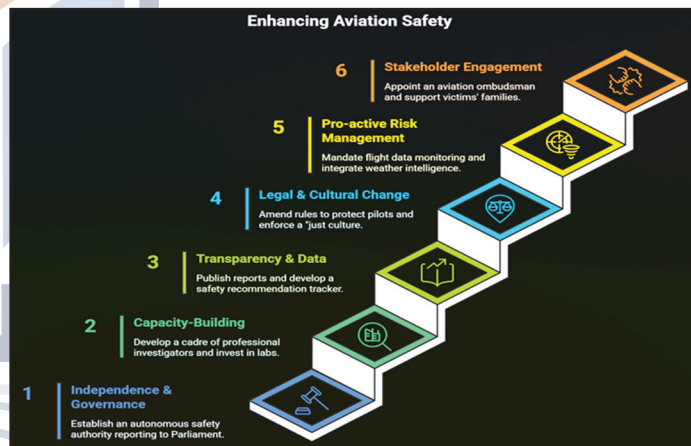 Enhancing Aviation Safety
6
Stakeholder Engagement
Appoint an aviation ombudsman
and support victims' families.
5
Pro-active Risk
Management
Mandate flight data monitoring and
integrate weather intelligence.
4
Legal & Cultural Change
Amend rules to protect pilots and
enforce a "just culture.
3
Transparency & Data
Publish reports and develop a
safety recommendation tracker.
2
Capacity-Building
Develop a cadre of professional
investigators and invest in labs.
1
Independence &
Governance
Establish an autonomous safety
authority reporting to Parliament.